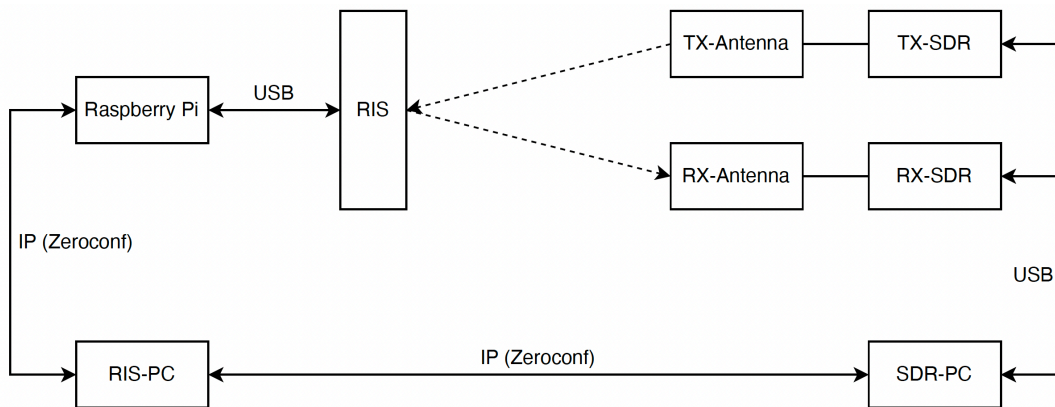 TX-Antenna
TX-SDR
USB
Raspberry Pi
RIS
RX-Antenna
RX-SDR
IP (Zeroconf)
USB
IP (Zeroconf)
RIS-PC
SDR-PC